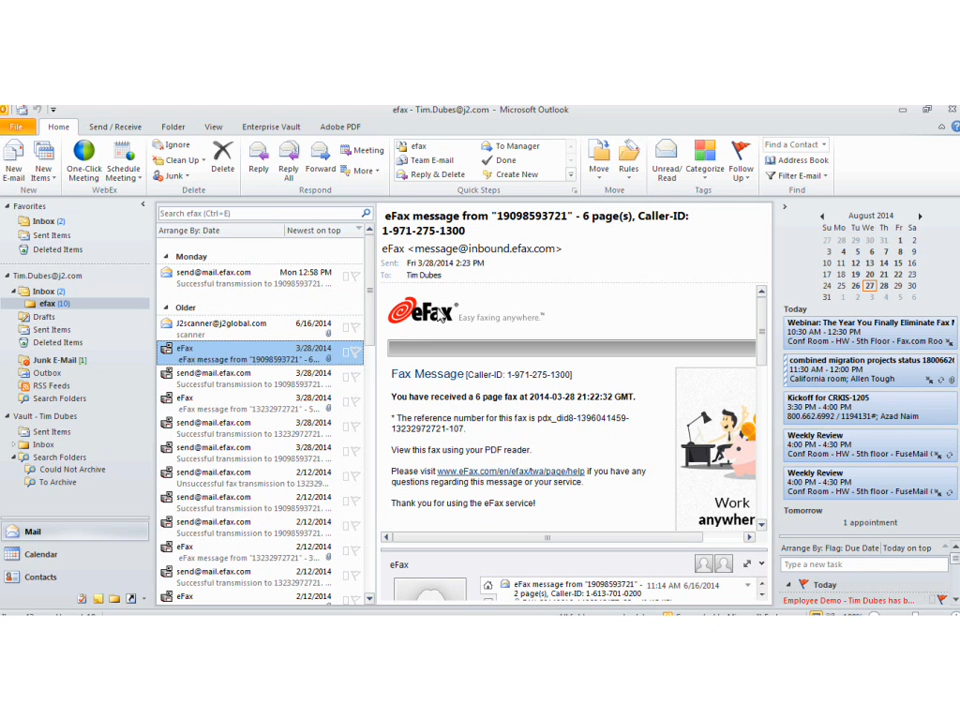 efax - Tim.Dubes@j2.com - Microsoft Outlook
File Home Send / Receive Folder View Enterprise Vault Adobe PDF
New E-mail
New Items
New
One-Click Meeting
Schedule Meeting
WebEx
Ignore
Clean Up
Junk
Delete
Delete
Reply
Reply All
Forward
Meeting
More
Respond
efax
Team E-mail
Reply & Delete
To Manager
Done
Create New
Quick Steps
Move
Rules
Move
Unread/ Read
Categorize
Follow Up
Tags
Find a Contact
Address Book
Filter E-mail
Find
Favorites
Inbox (2)
Sent Items
Deleted Items
Tim.Dubes@j2.com
Inbox (2)
efax (10)
Drafts
Sent Items
Deleted Items
Junk E-Mail [1]
Outbox
RSS Feeds
Search Folders
Vault - Tim Dubes
Sent Items
Inbox
Search Folders
Could Not Archive
To Archive
Mail
Calendar
Contacts
Search efax (Ctrl+E)
Arrange By: Date Newest on top
Monday
send@mail.efax.com Mon 12:58 PM
Successful transmission to 19098593721.
Older
J2scanner@j2global.com 6/16/2014
scanner
eFax 3/28/2014
eFax message from "19098593721" - 6...
send@mail.efax.com 3/28/2014
Successful transmission to 19098593721.
eFax 3/28/2014
eFax message from "13232972721" - 5...
send@mail.efax.com 3/28/2014
Successful transmission to 13232972721.
send@mail.efax.com 3/28/2014
Successful transmission to 19098593721.
send@mail.efax.com 2/12/2014
Unsuccessful fax transmission to 132329...
send@mail.efax.com 2/12/2014
Successful transmission to 19098593721.
send@mail.efax.com 2/12/2014
Successful transmission to 19098593721.
eFax 2/12/2014
eFax message from "13232972721" - 3...
send@mail.efax.com 2/12/2014
Successful transmission to 13232972721.
eFax 2/12/2014
eFax message from "19098593721" - 6 page(s), Caller-ID:
1-971-275-1300
eFax <message@inbound.efax.com>
Sent: Fri 3/28/2014 2:23 PM
To: Tim Dubes
eFax Easy faxing anywhere.™
Fax Message [Caller-ID: 1-971-275-1300]
You have received a 6 page fax at 2014-03-28 21:22:32 GMT.
* The reference number for this fax is pdx_did8-1396041459-
13232972721-107.
View this fax using your PDF reader.
Please visit www.eFax.com/en/efax/twa/page/help if you have any
questions regarding this message or your service.
Thank you for using the eFax service!
Work
anywher
eFax
eFax message from "19098593721" - 11:14 AM 6/16/2014
2 page(s), Caller-ID: 1-613-701-0200
August 2014
Su Mo Tu We Th Fr Sa
27 28 29 30 31 1 2
3 4 5 6 7 8 9
10 11 12 13 14 15 16
17 18 19 20 21 22 23
24 25 26 27 28 29 30
31 1 2 3 4 5 6
Today
Webinar: The Year You Finally Eliminate Fax
10:30 AM - 12:30 PM
Conf Room - HW - 5th floor - Fax.com Roo
combined migration projects status 1800662
11:30 AM - 12:00 PM
California room; Allen Tough
Kickoff for CRKIS-1205
3:30 PM - 4:00 PM
800.662.6992 / 1194131#; Azad Naim
Weekly Review
4:00 PM - 4:30 PM
Conf Room - HW - 5th floor - FuseMail
Weekly Review
4:00 PM - 4:30 PM
Conf Room - HW - 5th floor - FuseMail
Tomorrow
1 appointment
Arrange By: Flag: Due Date Today on top
Type a new task
Today
Employee Demo - Tim Dubes has b...